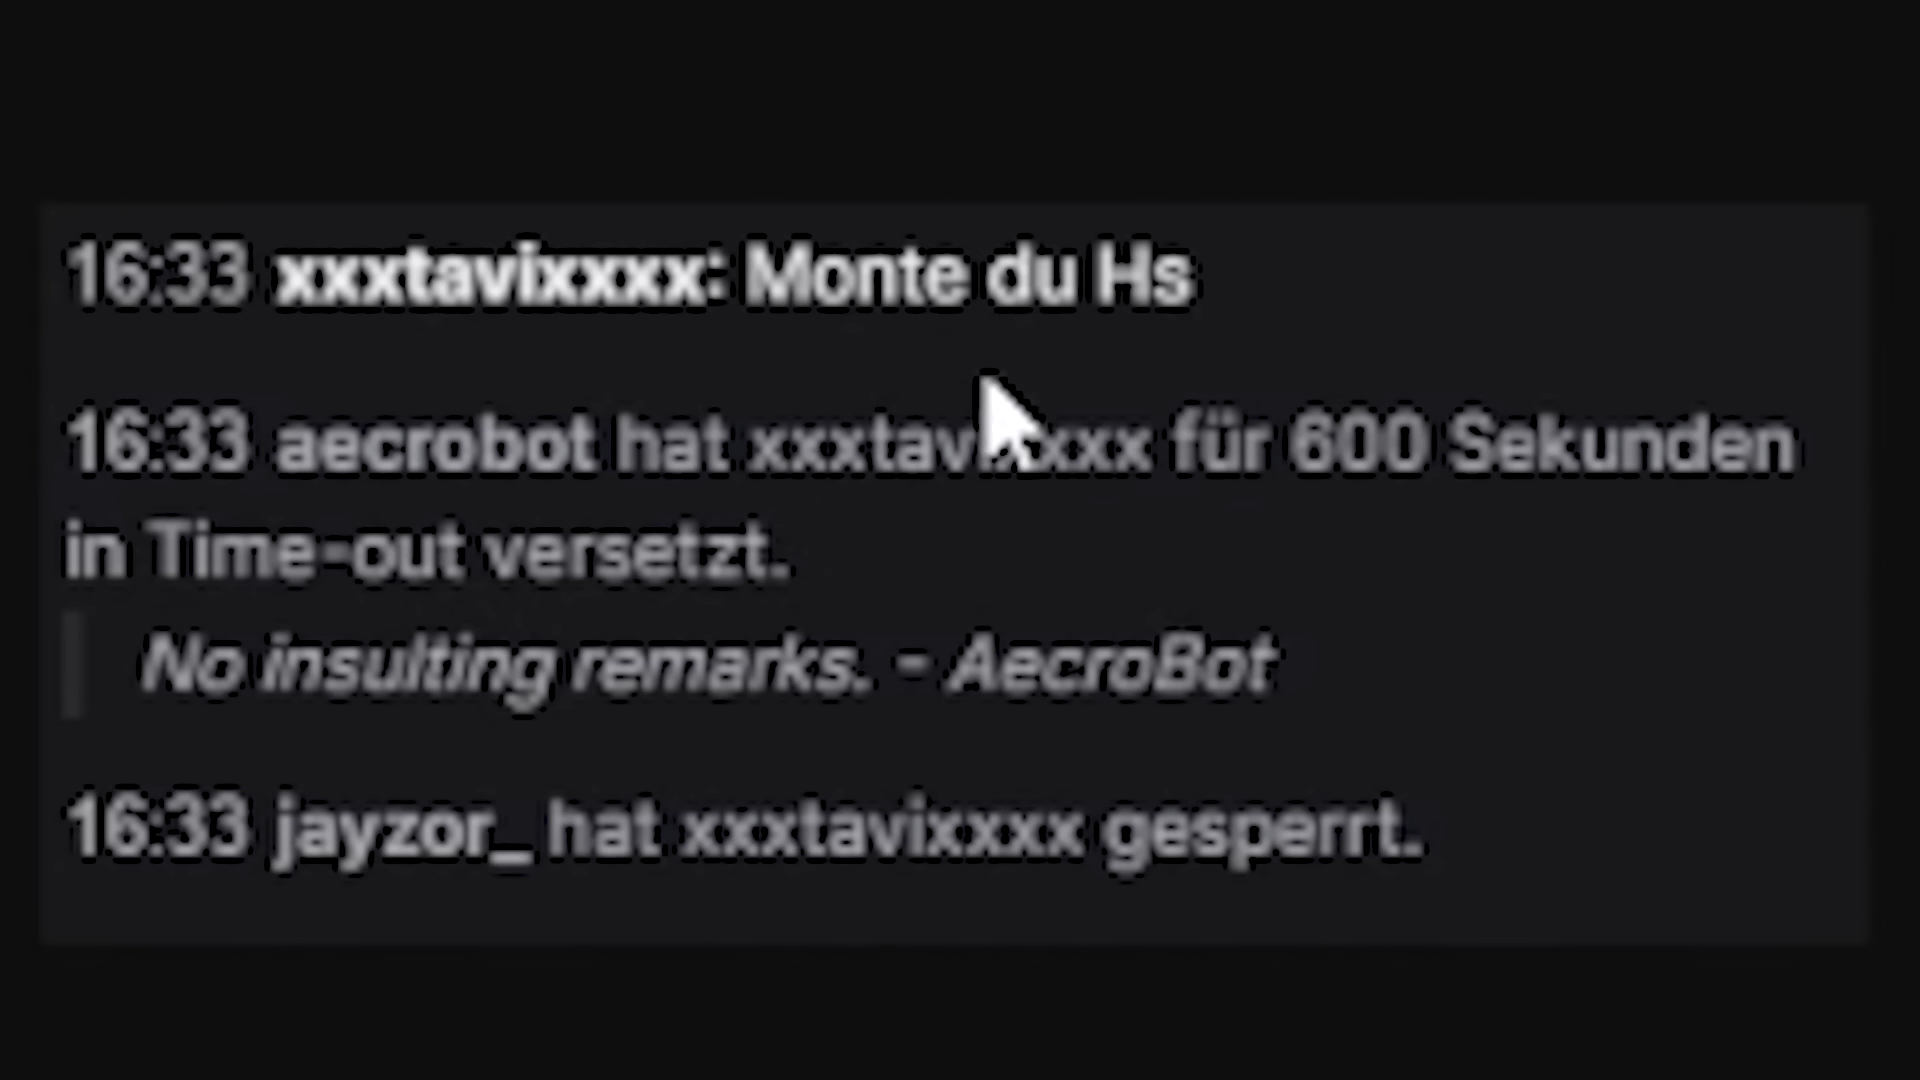 16:33 xxxtavixxxx: Monte du Hs
16:33 aecrobot hat xxxtavixxxx für 600 Sekunden
in Time-out versetzt.
No insulting remarks. - AecroBot
16:33 jayzor_ hat xxxtavixxxx gesperrt.